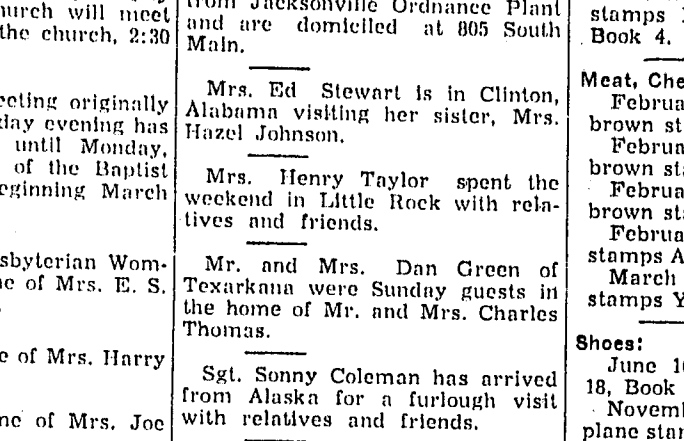 church will meet
the church, 2:30
eeting originally
day evening has
until Monday,
of the Baptist
eginning March
sbyterian Wom-
e of Mrs. E. S.
e of Mrs. Harry
me of Mrs. Joe
from Jacksonville Ordnance Plant
and are domiciled at 805 South
Main.
Mrs. Ed Stewart is in Clinton,
Alabama visiting her sister, Mrs.
Hazel Johnson.
Mrs. Henry Taylor spent the
weekend in Little Rock with rela-
tives and friends.
Mr. and Mrs. Dan Green of
Texarkana were Sunday guests in
the home of Mr. and Mrs. Charles
Thomas.
Sgt. Sonny Coleman has arrived
from Alaska for a furlough visit
with relatives and friends.
stamps
Book 4.
Meat, Che
Februa
brown st
Februa
brown sta
Februa
brown st
Februa
stamps A
March
stamps Y
Shoes:
June 1
18, Book
Novem
plane star